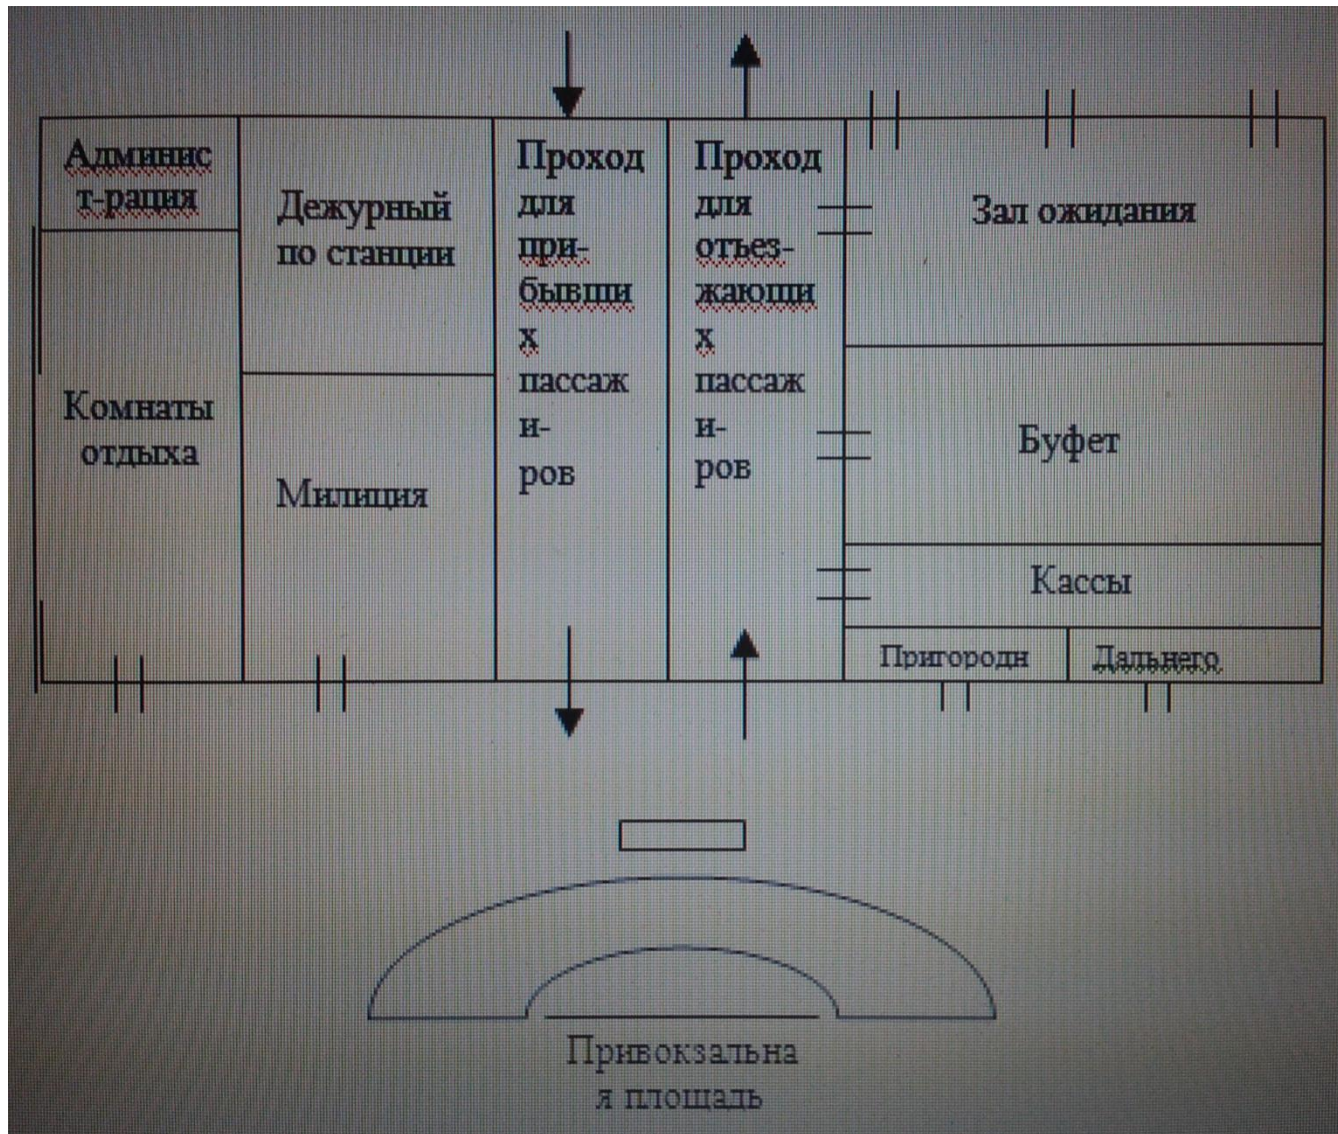 Админис
т-рация
Дежурный
по станции
Комнаты
отдыха
Милиция
Проход
для
при-
бывши
х
пассаж
и-
ров
Проход
для
отьез-
жающи
х
пассаж
и-
ров
Зал ожидания
Буфет
Кассы
Пригородн
Дальнего
Привокзальна
я площадь